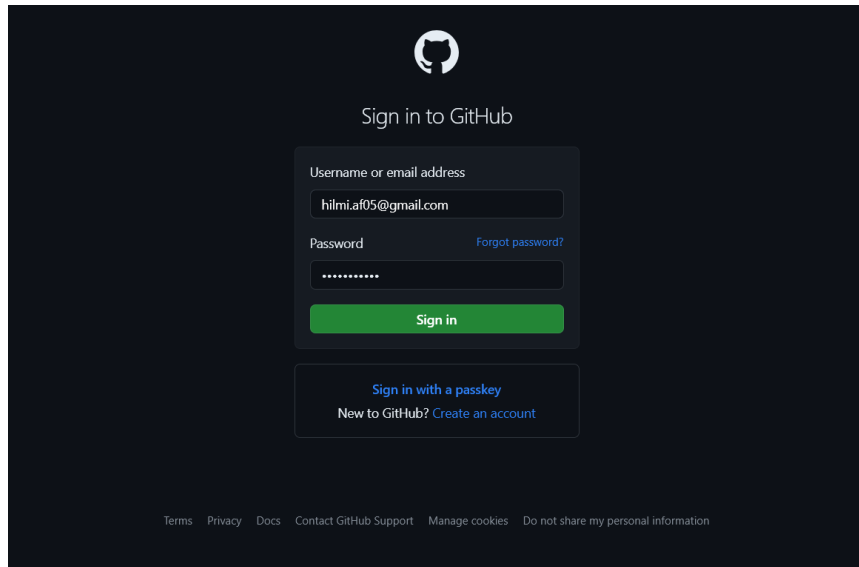 Sign in to GitHub
Username or email address
hilmi.af05@gmail.com
Password Forgot password?
•••••••••••
Sign in
Sign in with a passkey
New to GitHub? Create an account
Terms Privacy Docs Contact GitHub Support Manage cookies Do not share my personal information